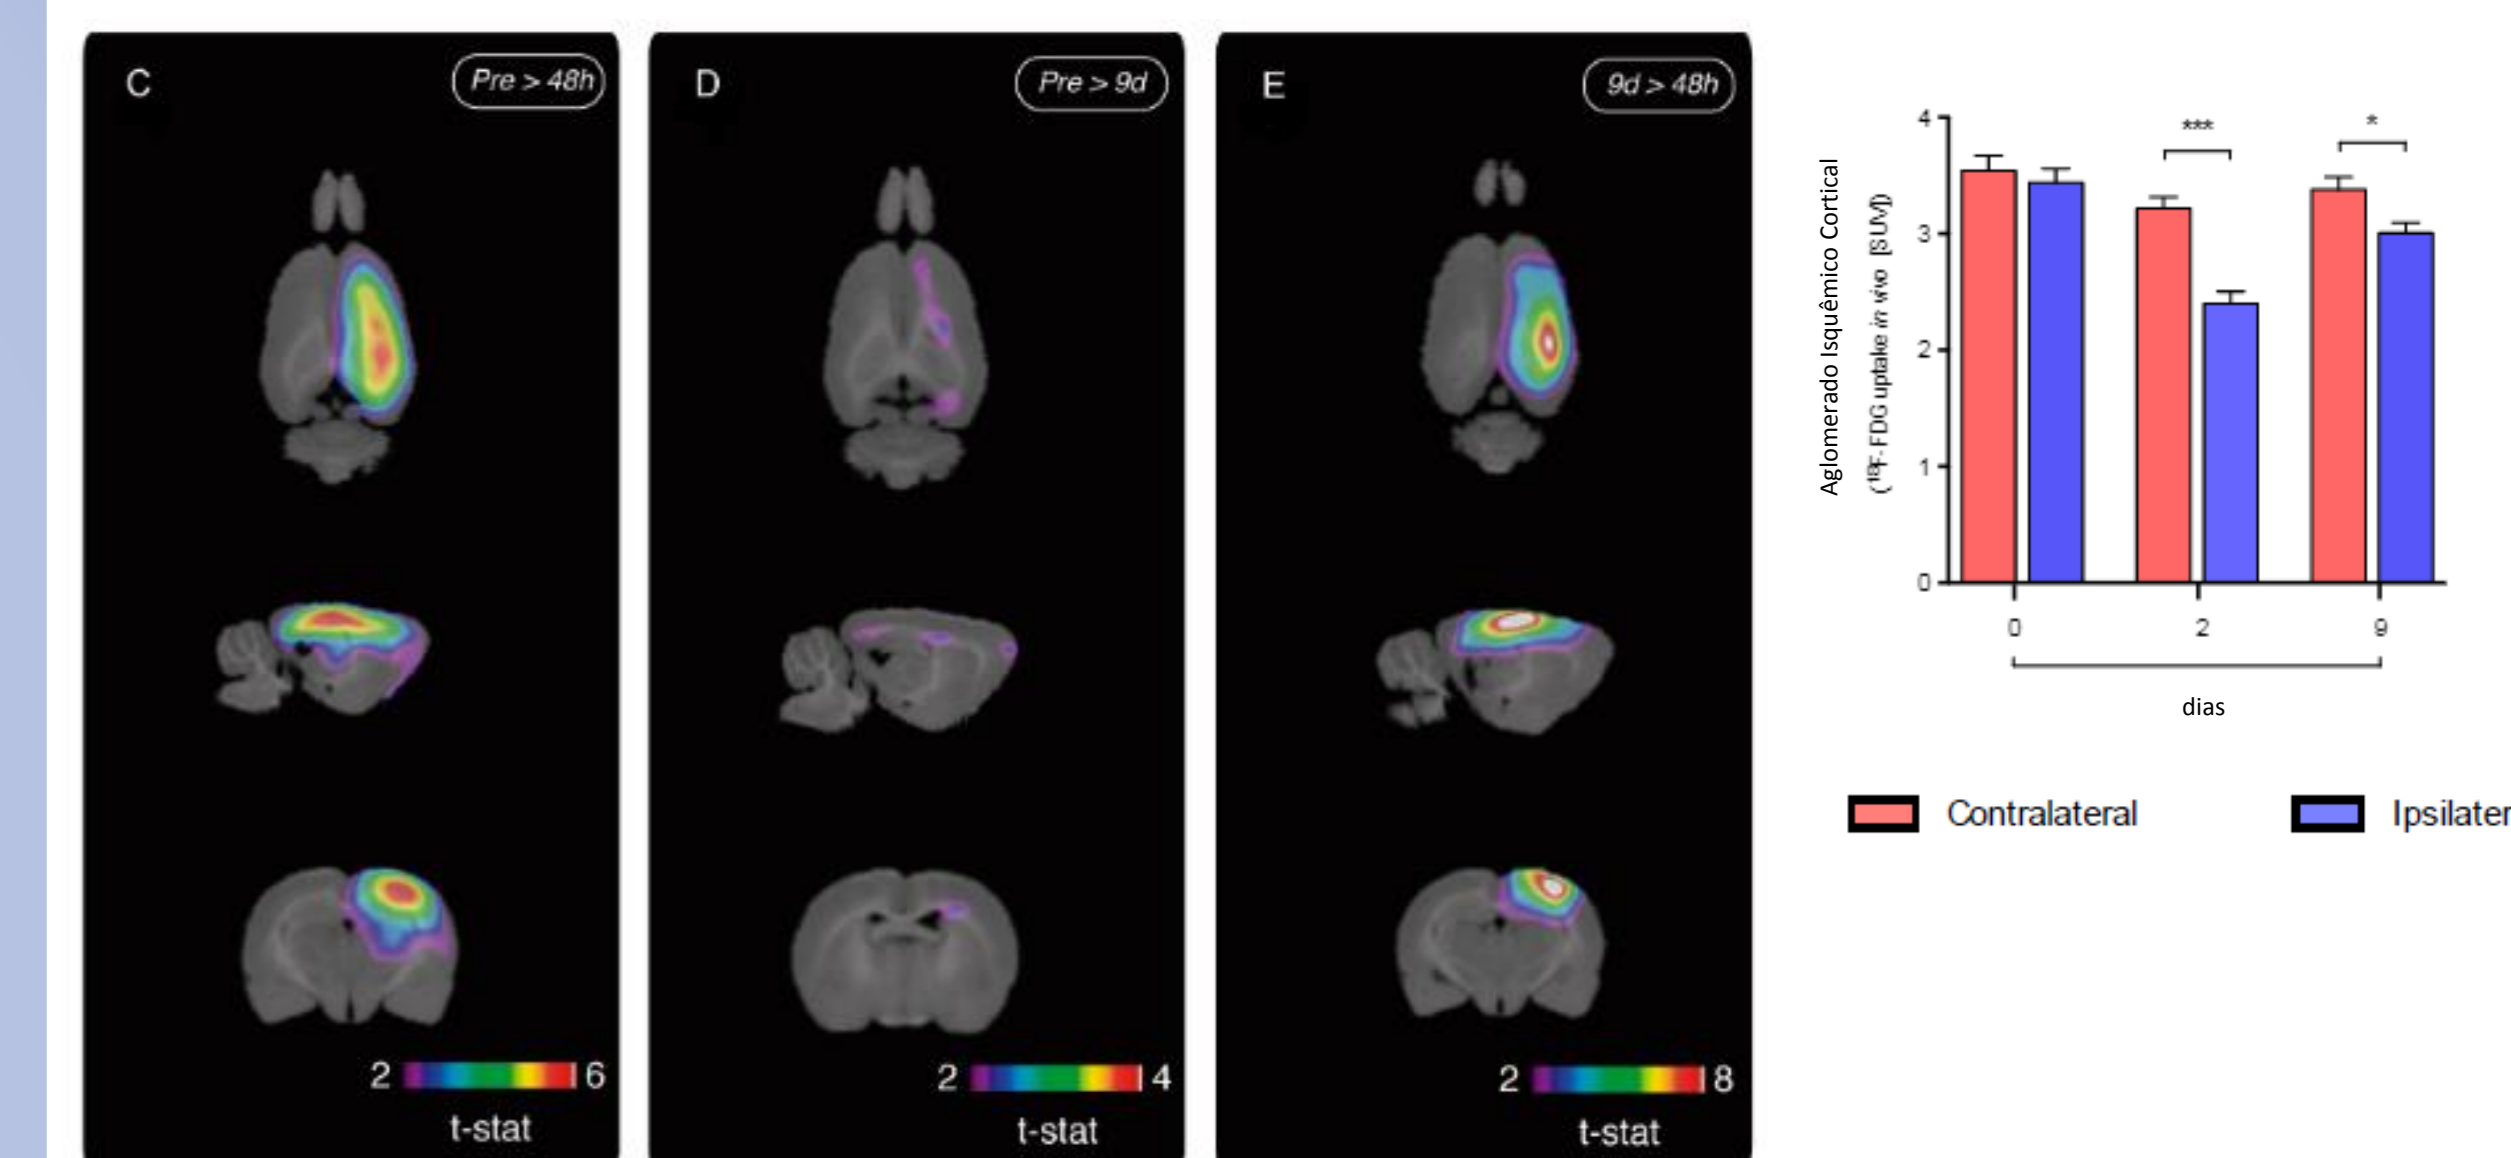 C
Pre > 48h
2
6
t-stat
D
Pre > 9d
2
4
t-stat
E
9d > 48h
2
8
t-stat
Aglomerado Isquêmico Cortical
(¹⁸F-FDG uptake in vivo [SUV])
4
3
2
1
0
***
*
0
2
9
dias
Contralateral
Ipsilater